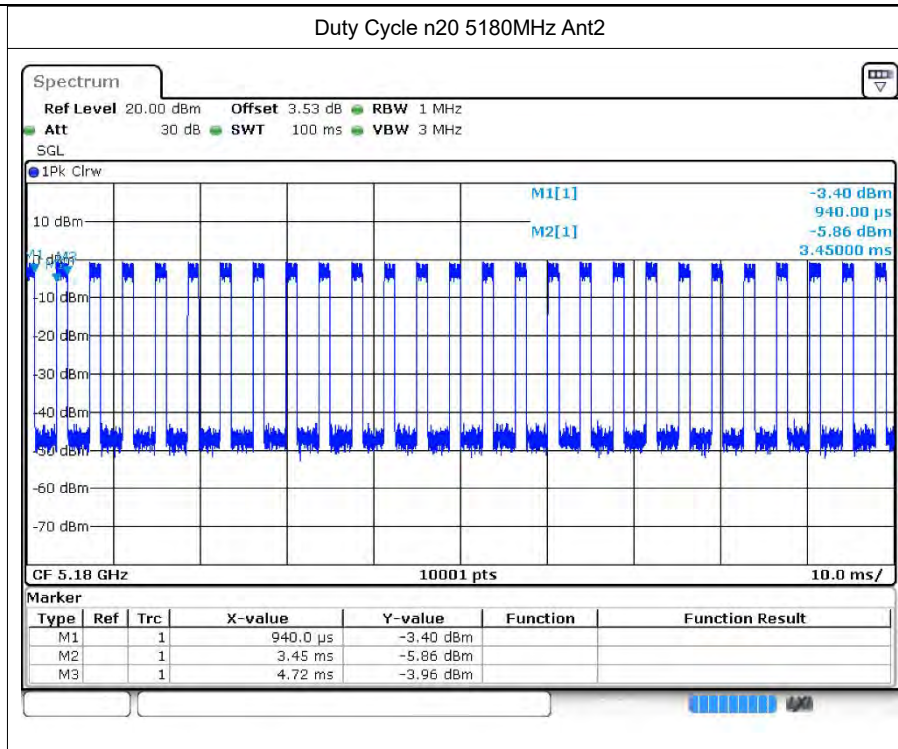 Duty Cycle n20 5180MHz Ant2
Spectrum
Ref Level 20.00 dBm Offset 3.53 dB RBW 1 MHz
Att 30 dB SWT 100 ms VBW 3 MHz
SGL
1Pk Clrw
M1[1] -3.40 dBm
940.00 µs
M2[1] -5.86 dBm
3.45000 ms
10 dBm
0 dBm
-10 dBm
-20 dBm
-30 dBm
-40 dBm
-50 dBm
-60 dBm
-70 dBm
CF 5.18 GHz 10001 pts 10.0 ms/
Marker
Type Ref Trc X-value Y-value Function Function Result
M1 1 940.0 µs -3.40 dBm
M2 1 3.45 ms -5.86 dBm
M3 1 4.72 ms -3.96 dBm